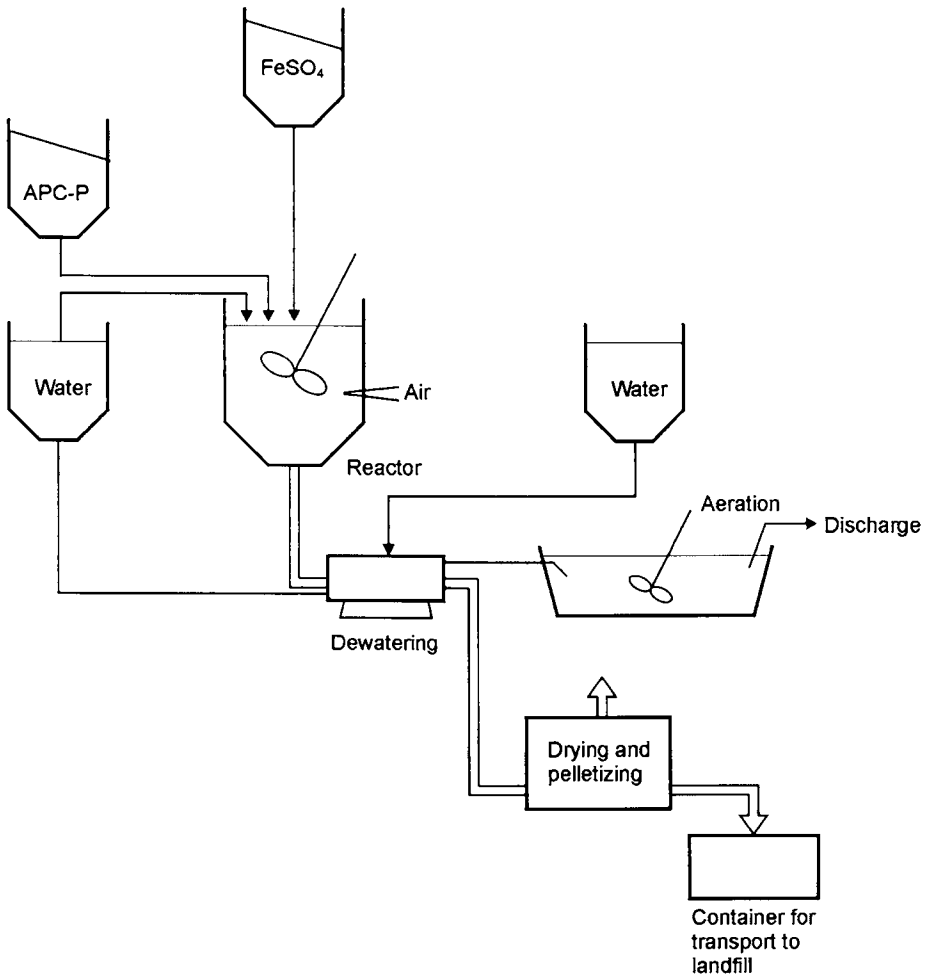 FeSO₄
APC-P
Water
Air
Water
Reactor
Aeration
Discharge
Dewatering
Drying and
pelletizing
Container for
transport to
landfill